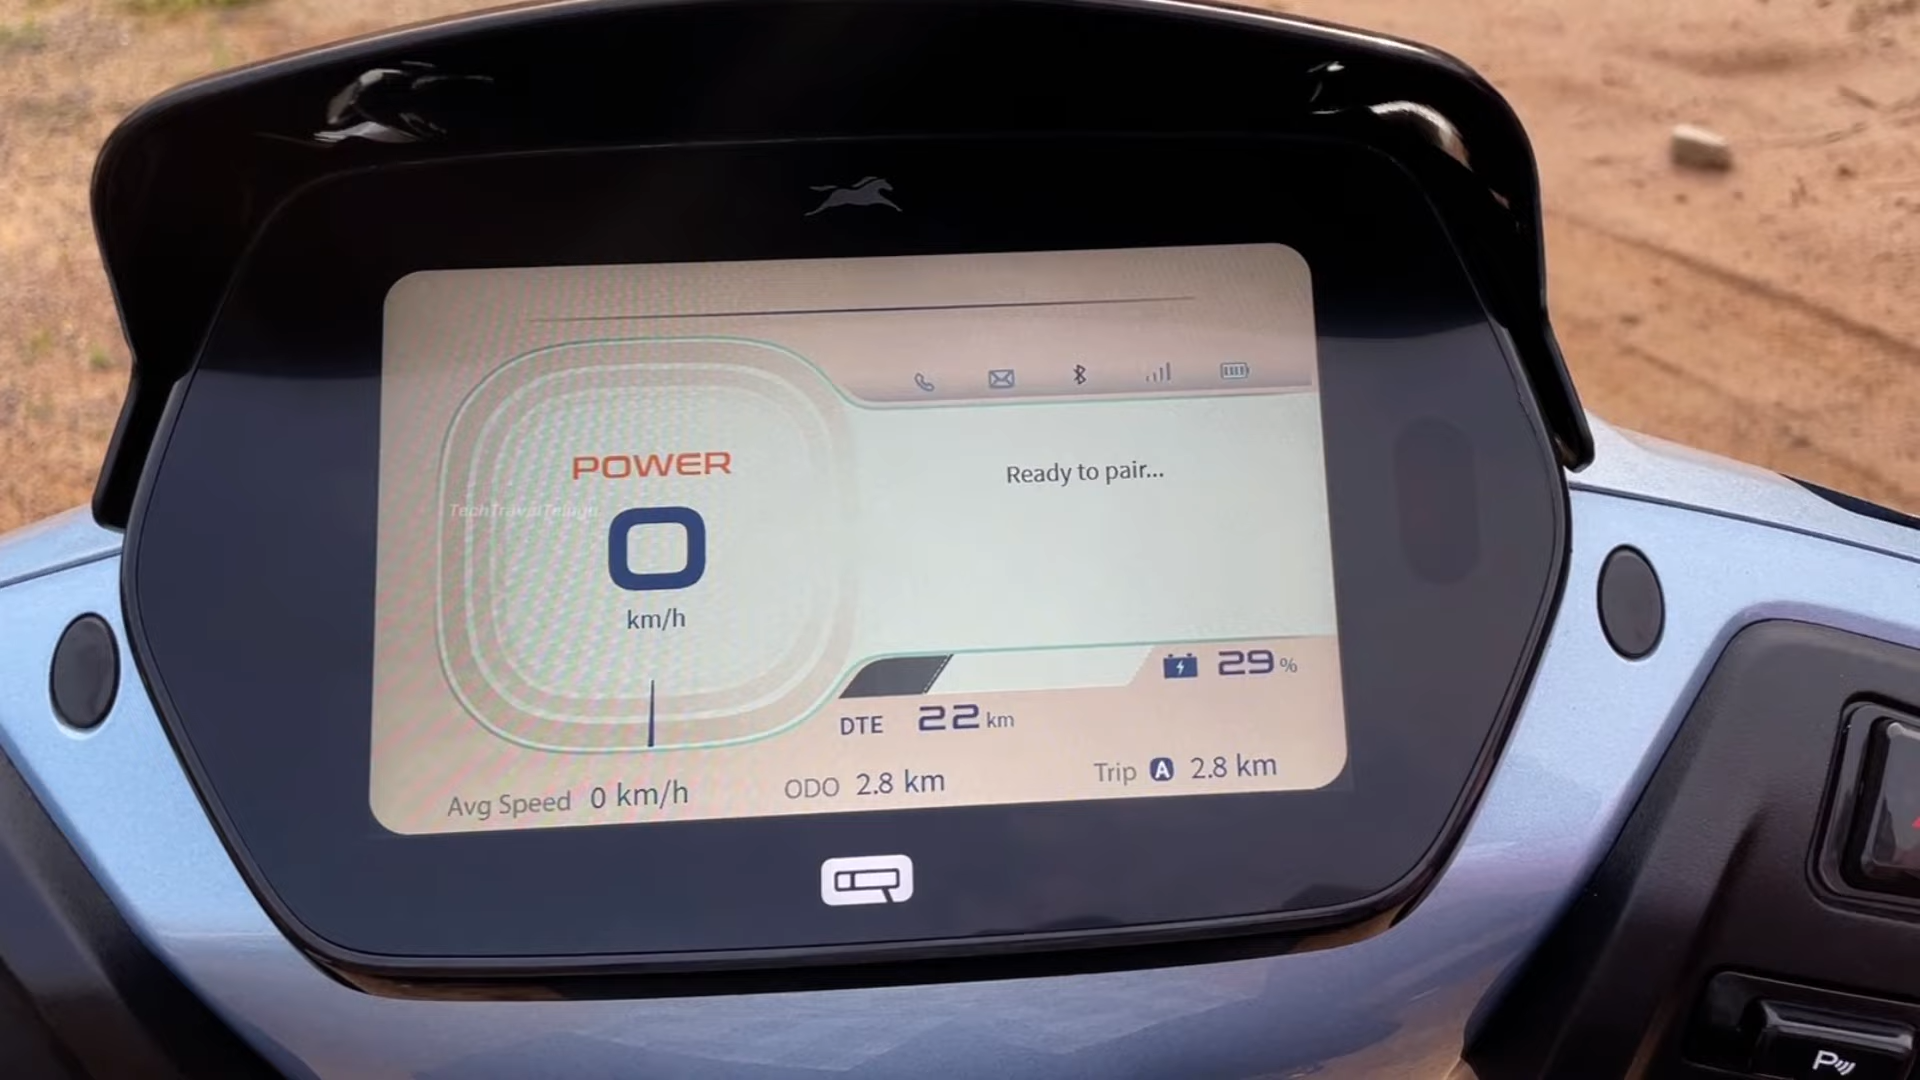 POWER
Ready to pair...
TechTravelTelugu
0
km/h
29 %
DTE 22 km
Avg Speed 0 km/h
ODO 2.8 km
Trip A 2.8 km
P